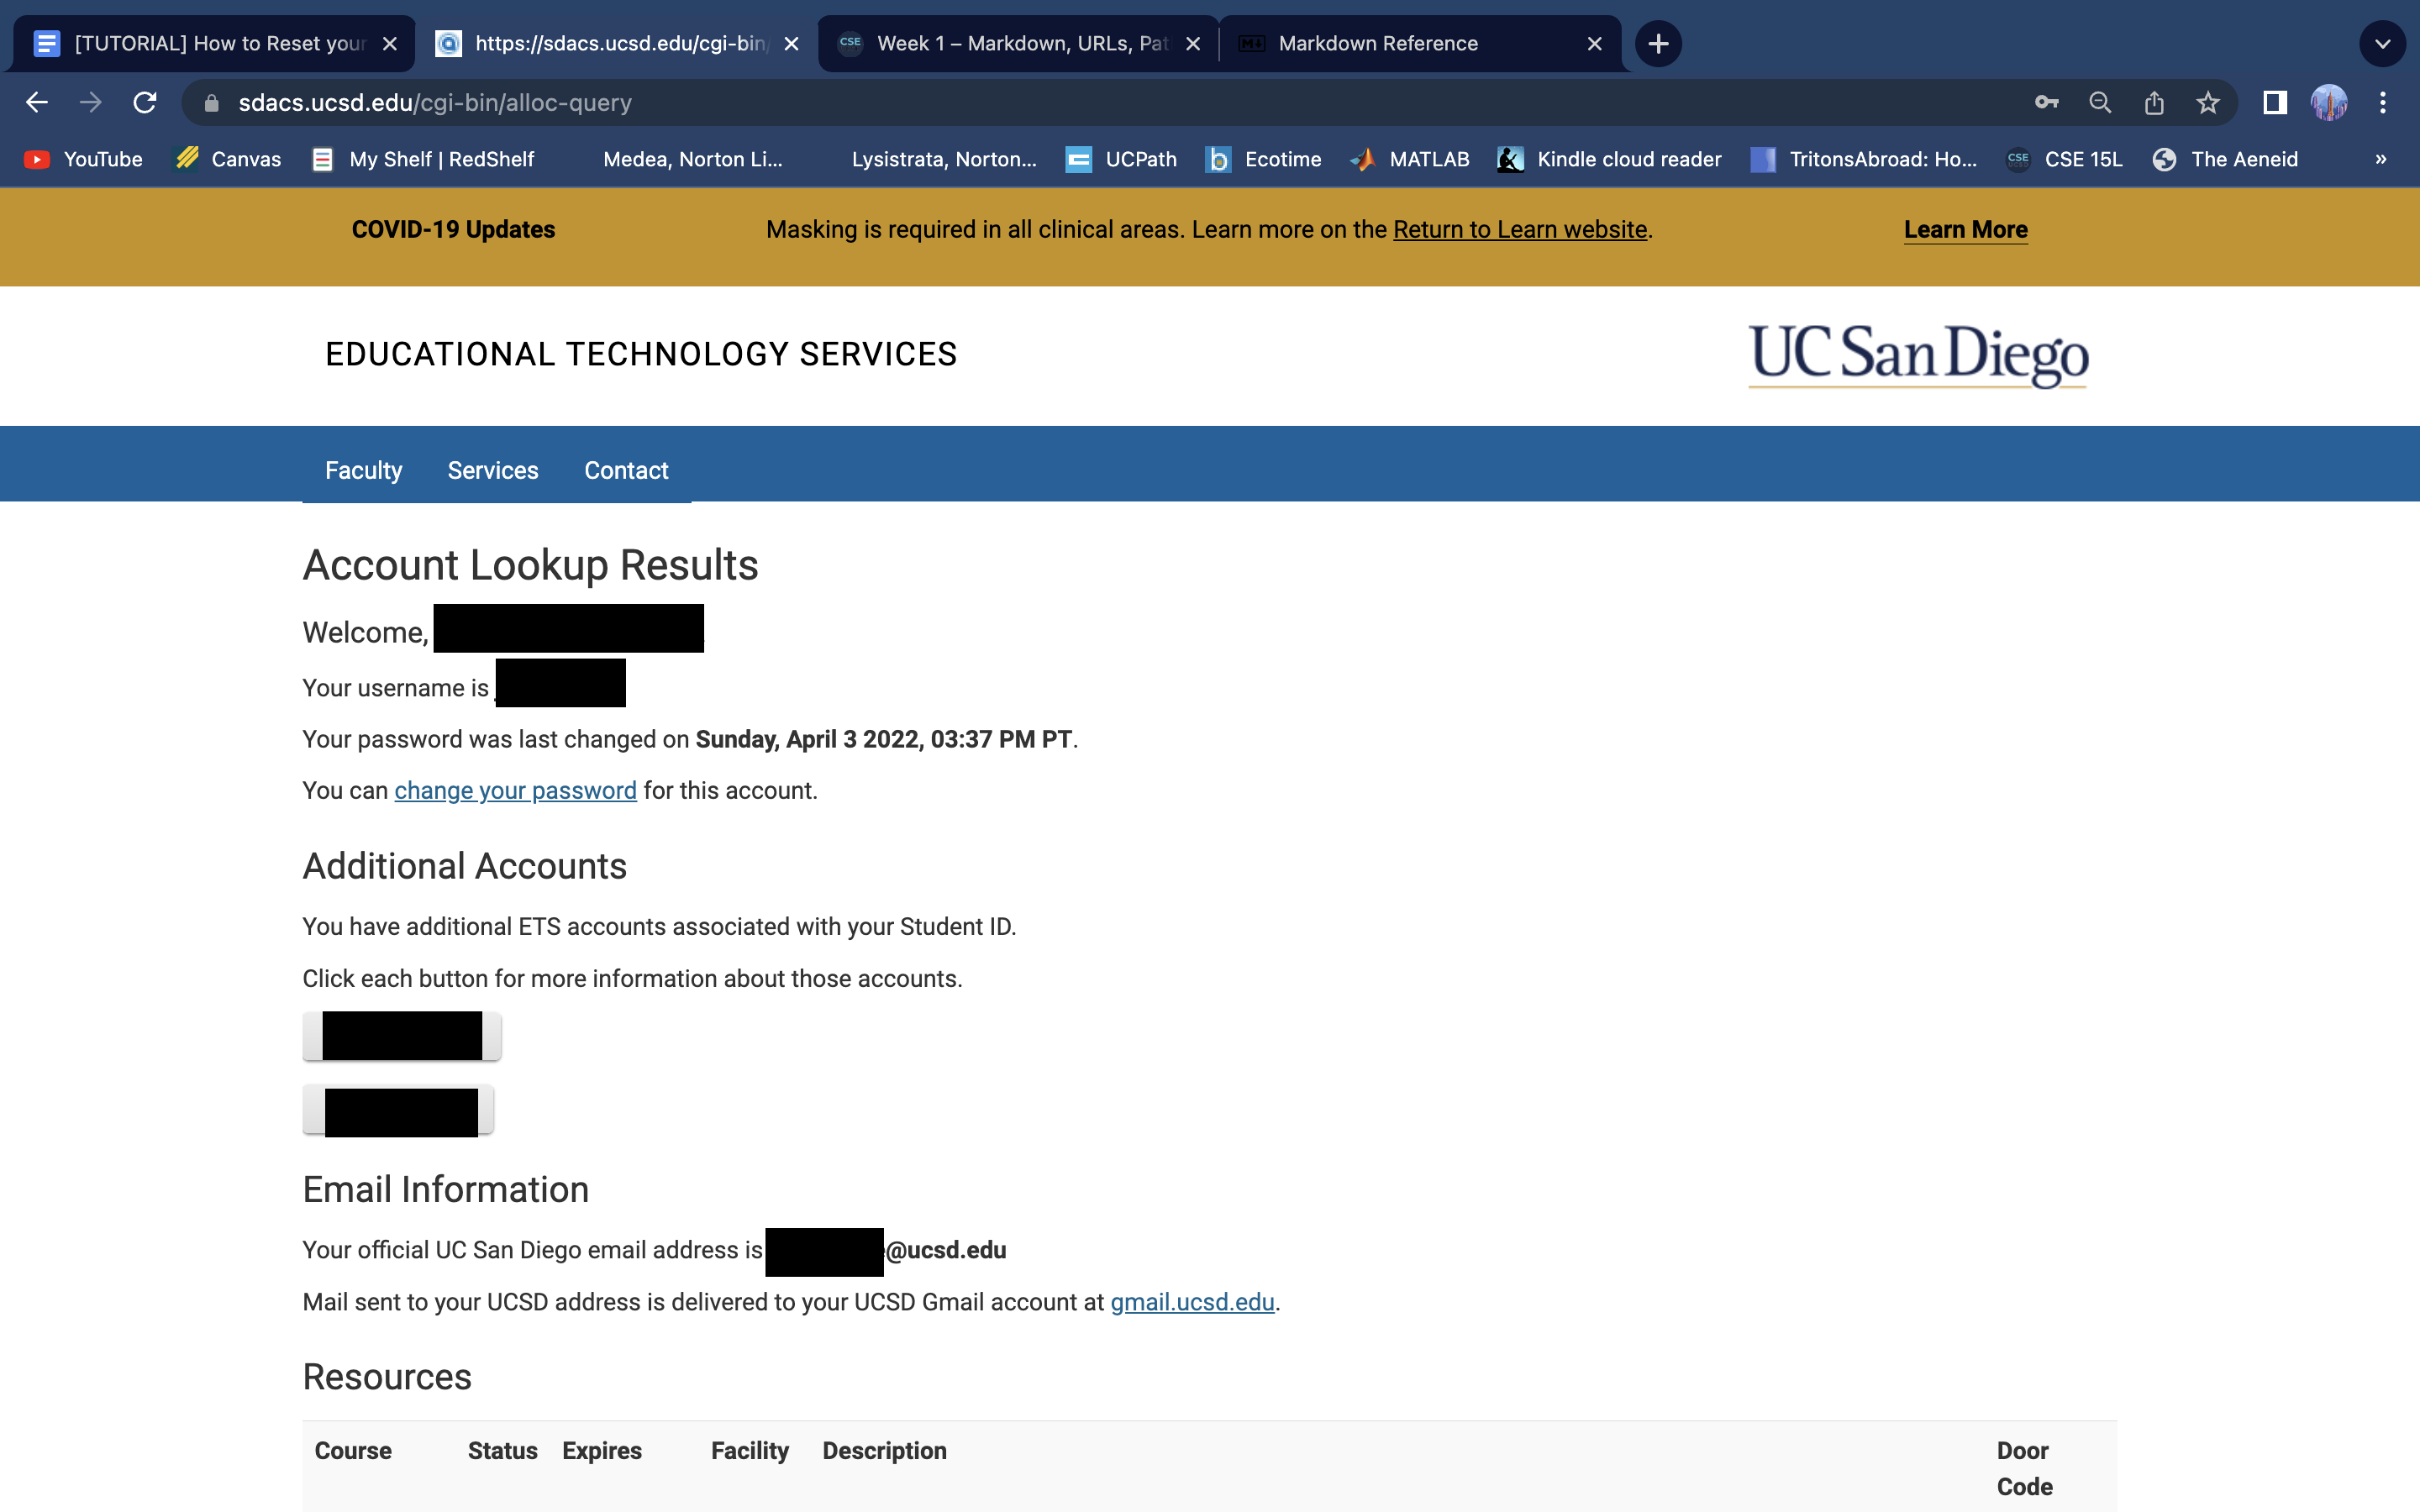 [TUTORIAL] How to Reset your
https://sdacs.ucsd.edu/cgi-bin/
CSE Week 1 – Markdown, URLs, Pat
M Markdown Reference
sdacs.ucsd.edu/cgi-bin/alloc-query
YouTube Canvas My Shelf | RedShelf Medea, Norton Li... Lysistrata, Norton... UCPath Ecotime MATLAB Kindle cloud reader TritonsAbroad: Ho... CSE CSE 15L The Aeneid »
COVID-19 Updates Masking is required in all clinical areas. Learn more on the Return to Learn website. Learn More
EDUCATIONAL TECHNOLOGY SERVICES UC San Diego
Faculty Services Contact
Account Lookup Results
Welcome,
Your username is
Your password was last changed on Sunday, April 3 2022, 03:37 PM PT.
You can change your password for this account.
Additional Accounts
You have additional ETS accounts associated with your Student ID.
Click each button for more information about those accounts.
Email Information
Your official UC San Diego email address is @ucsd.edu
Mail sent to your UCSD address is delivered to your UCSD Gmail account at gmail.ucsd.edu.
Resources
Course Status Expires Facility Description Door
Code